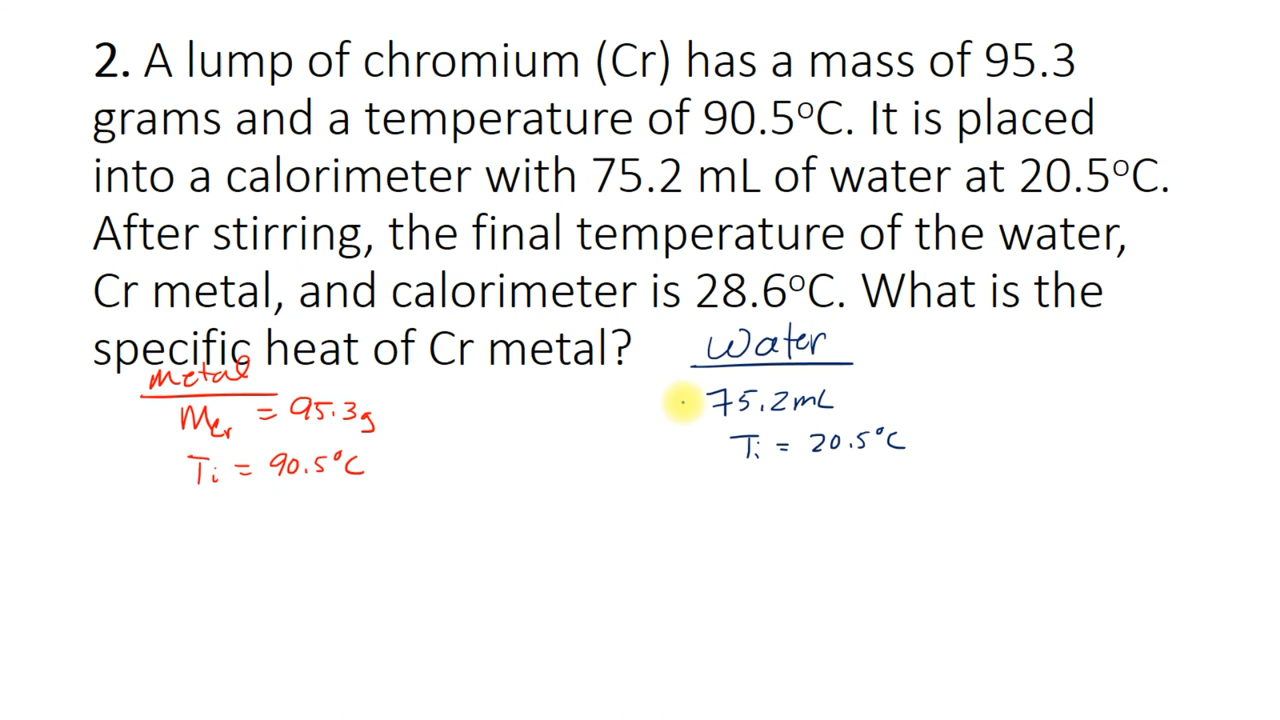 2. A lump of chromium (Cr) has a mass of 95.3
grams and a temperature of 90.5°C. It is placed
into a calorimeter with 75.2 mL of water at 20.5°C.
After stirring, the final temperature of the water,
Cr metal, and calorimeter is 28.6°C. What is the
specific heat of Cr metal?
Water
metal
75.2mL
MCr = 95.3g
Ti = 20.5°C
Ti = 90.5°C